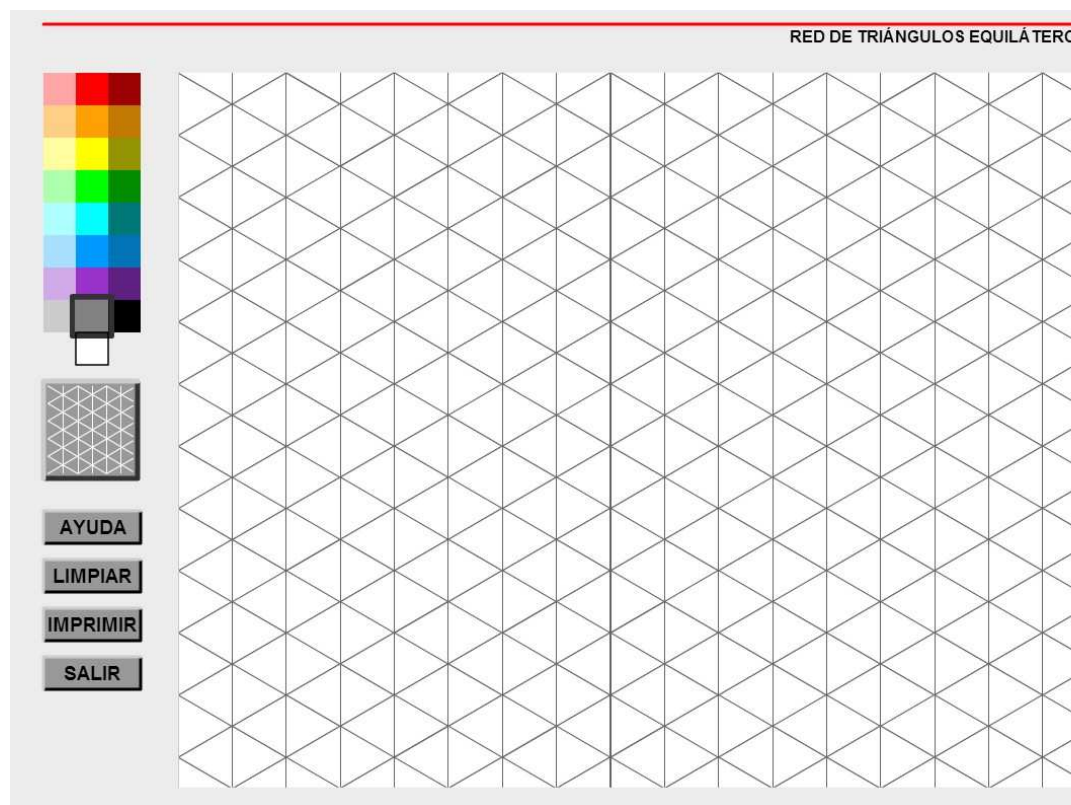 RED DE TRIÁNGULOS EQUILÁTERO
AYUDA
LIMPIAR
IMPRIMIR
SALIR